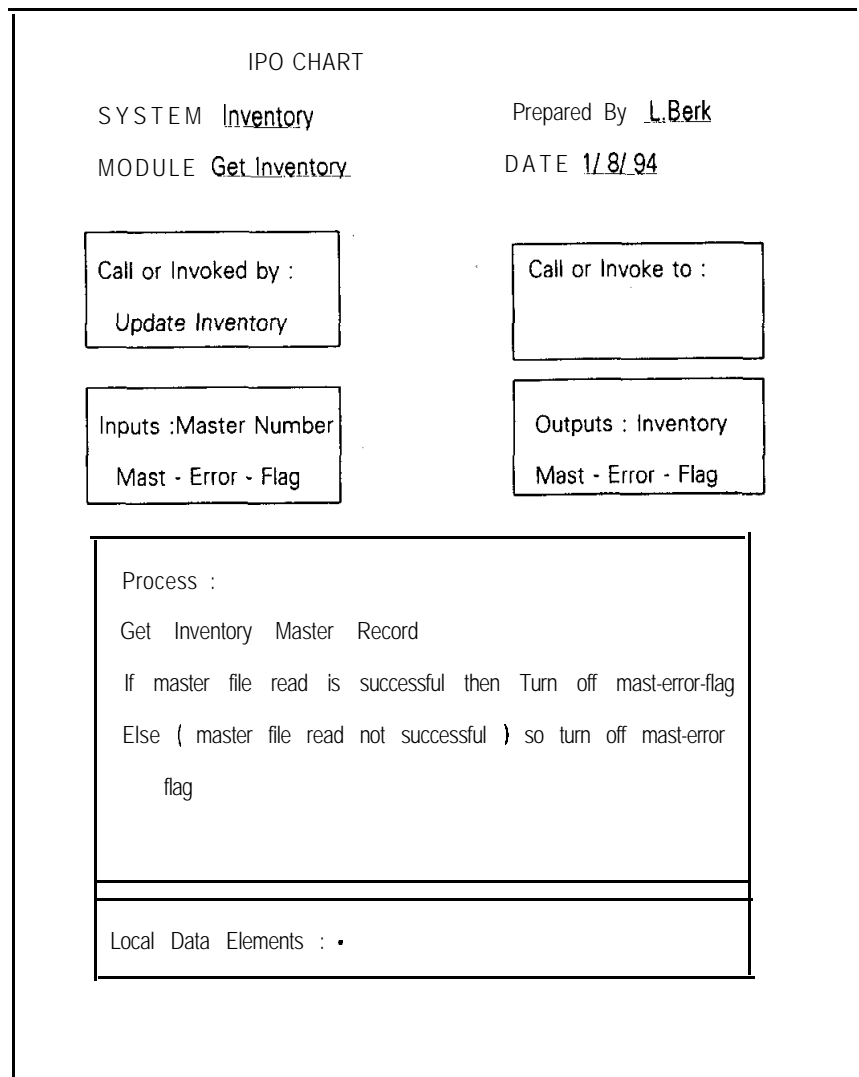 IPO CHART
SYSTEM Inventory
Prepared By L.Berk
MODULE Get Inventory
DATE 1/ 8/ 94
Call or Invoked by :
Update Inventory
Call or Invoke to :
Inputs :Master Number
Mast - Error - Flag
Outputs : Inventory
Mast - Error - Flag
Process :
Get Inventory Master Record
If master file read is successful then Turn off mast-error-flag
Else ( master file read not successful ) so turn off mast-error
flag
Local Data Elements : •